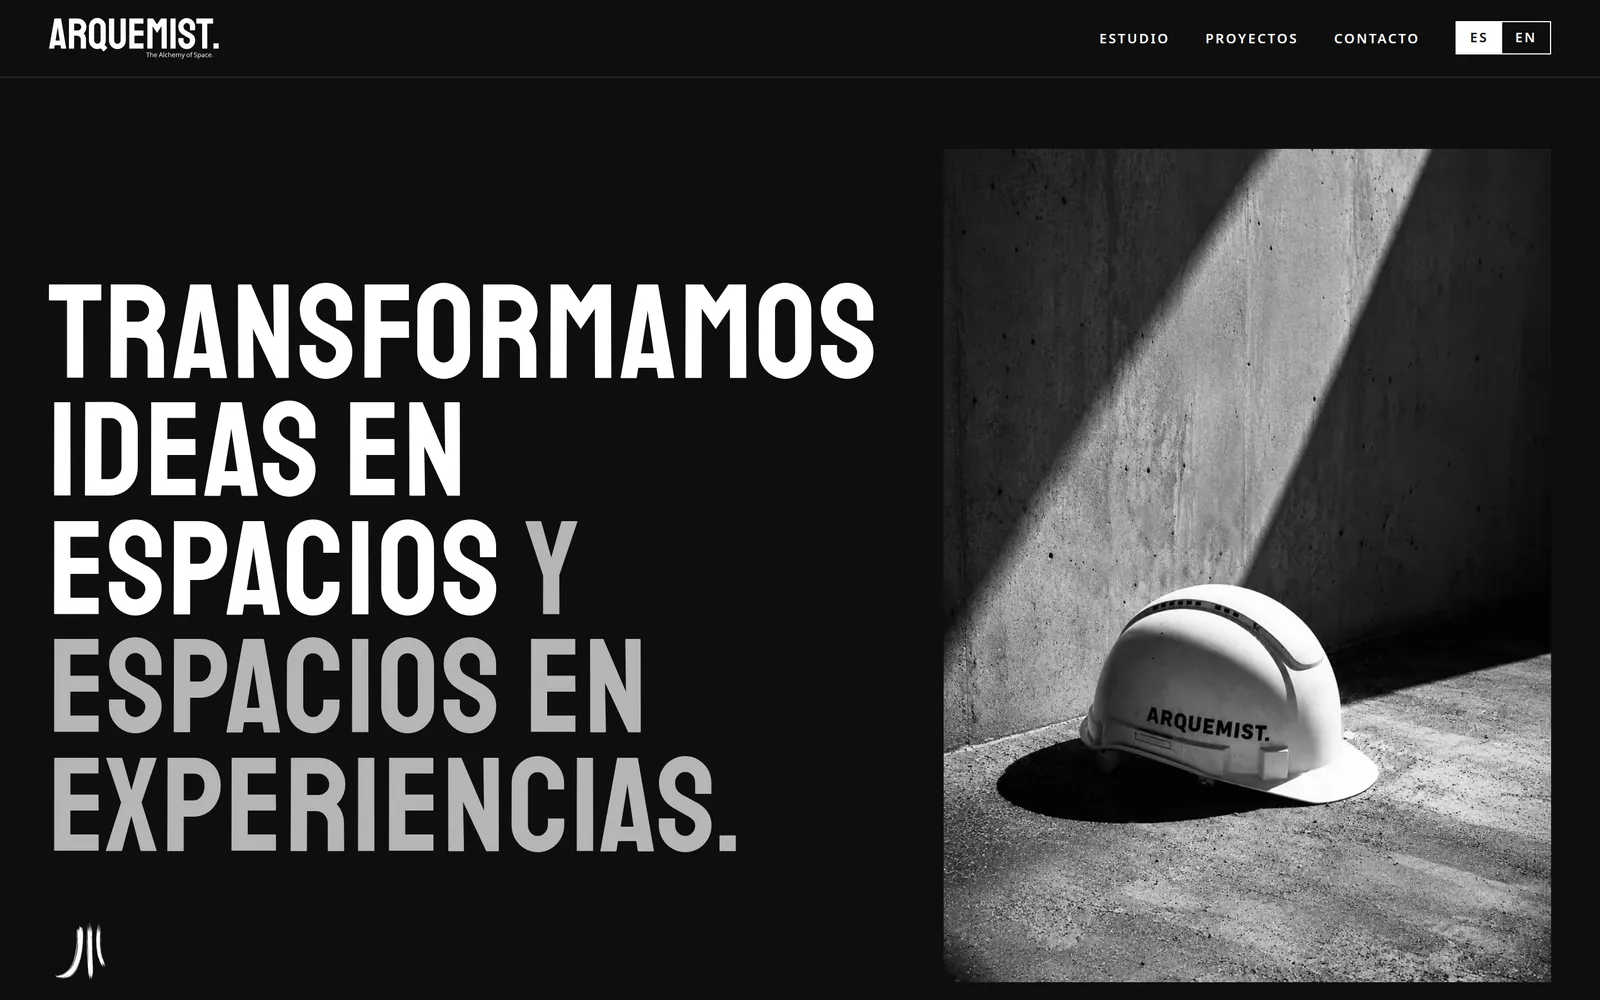 ARQUEMIST.
The Alchemy of Space.
ESTUDIO
PROYECTOS
CONTACTO
ES
EN
TRANSFORMAMOS
IDEAS EN
ESPACIOS Y
ESPACIOS EN
EXPERIENCIAS.
ARQUEMIST.